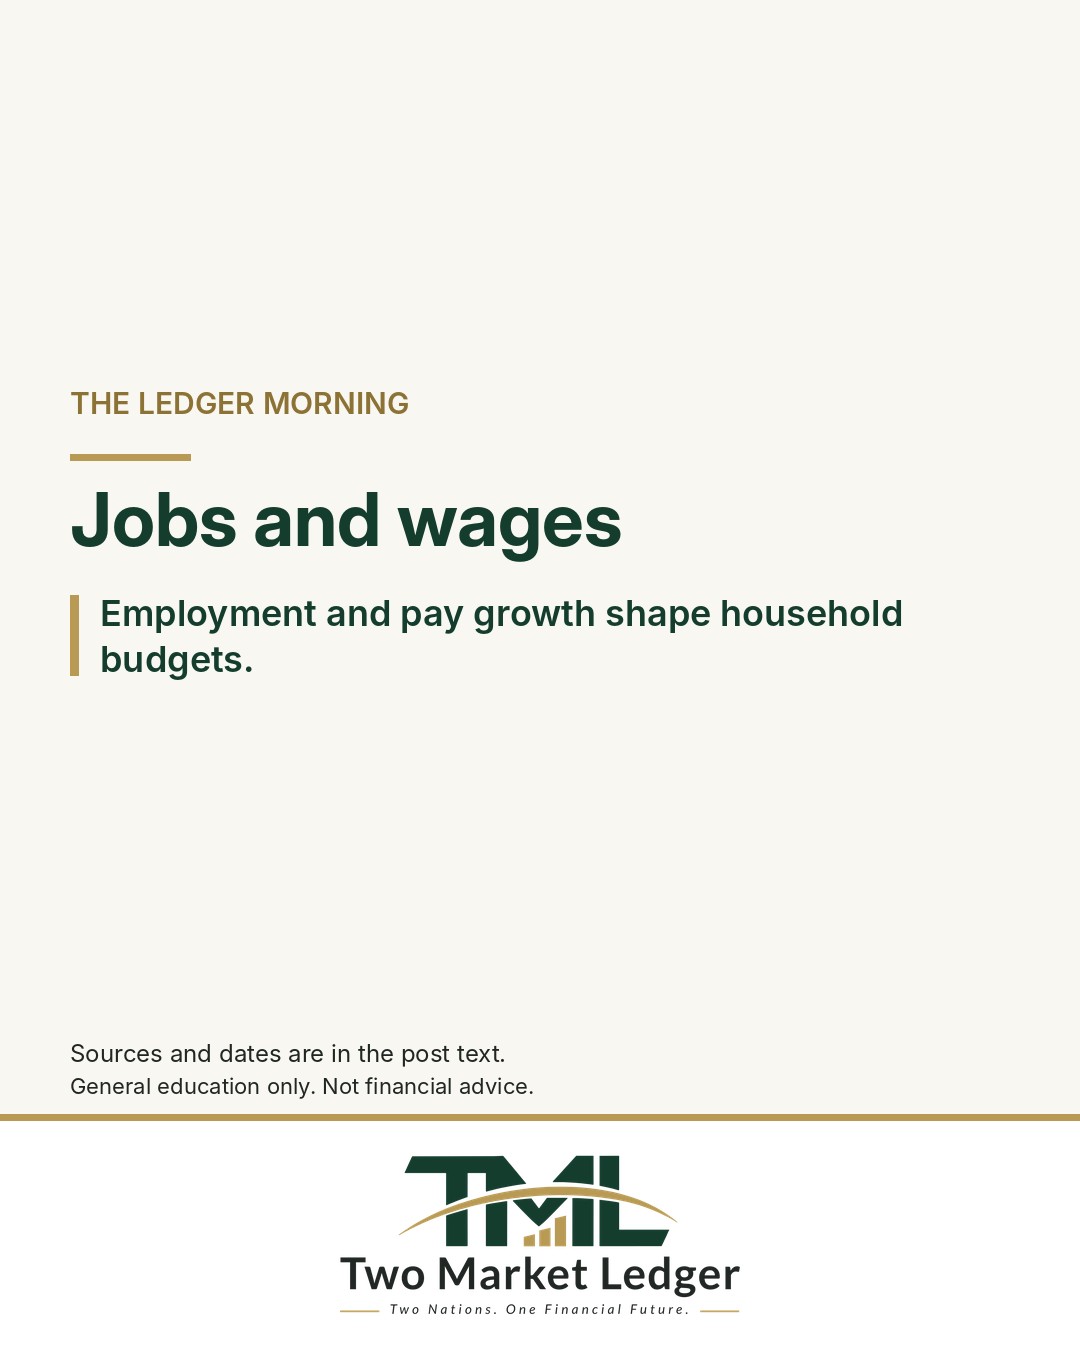 THE LEDGER MORNING
Jobs and wages
Employment and pay growth shape household
budgets.
Sources and dates are in the post text.
General education only. Not financial advice.
TML
Two Market Ledger
Two Nations. One Financial Future.